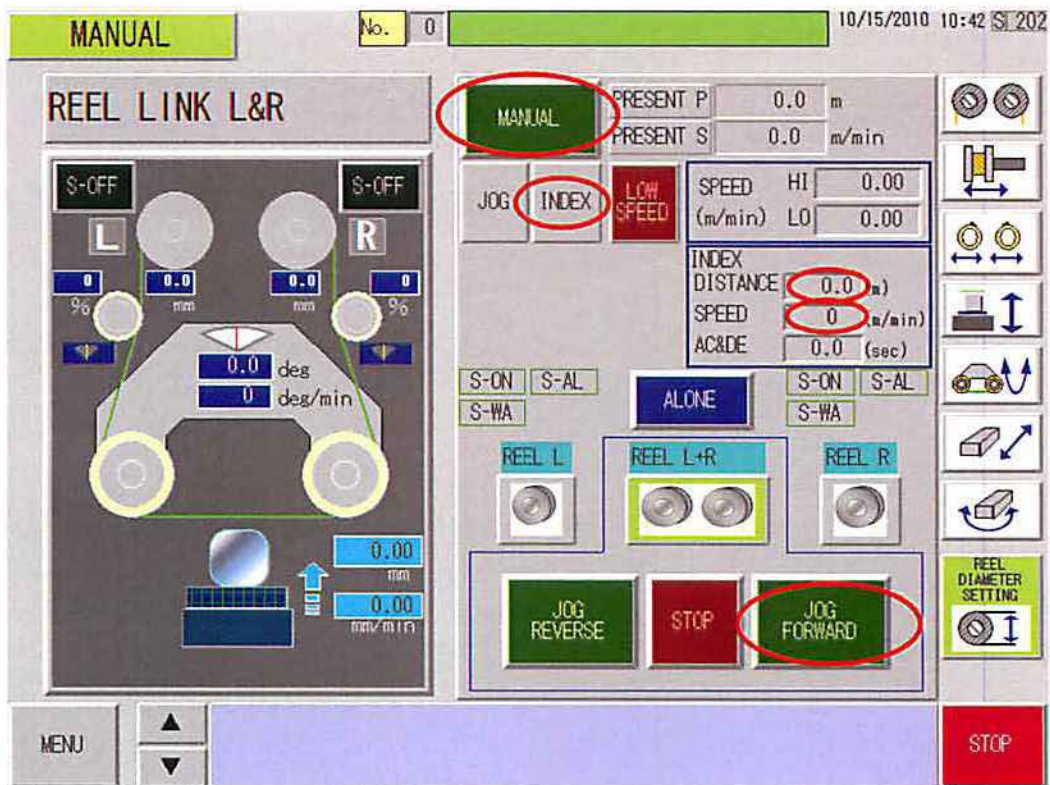 MANUAL
No. 0
10/15/2010 10:42 S_202
REEL LINK L&R
S-OFF
S-OFF
L
R
0
0.0
0.0
0
%
mm
mm
%
0.0 deg
0 deg/min
0.00
mm
0.00
mm/min
MANUAL
PRESENT P 0.0 m
PRESENT S 0.0 m/min
JOG
INDEX
LOW
SPEED
SPEED HI 0.00
(m/min) LO 0.00
INDEX
DISTANCE 0.0 m)
SPEED 0 (m/min)
AC&DE 0.0 (sec)
S-ON S-AL
S-WA
ALONE
S-ON S-AL
S-WA
REEL L
REEL L+R
REEL R
JOG
REVERSE
STOP
JOG
FORWARD
REEL
DIAMETER
SETTING
MENU
▲
▼
STOP